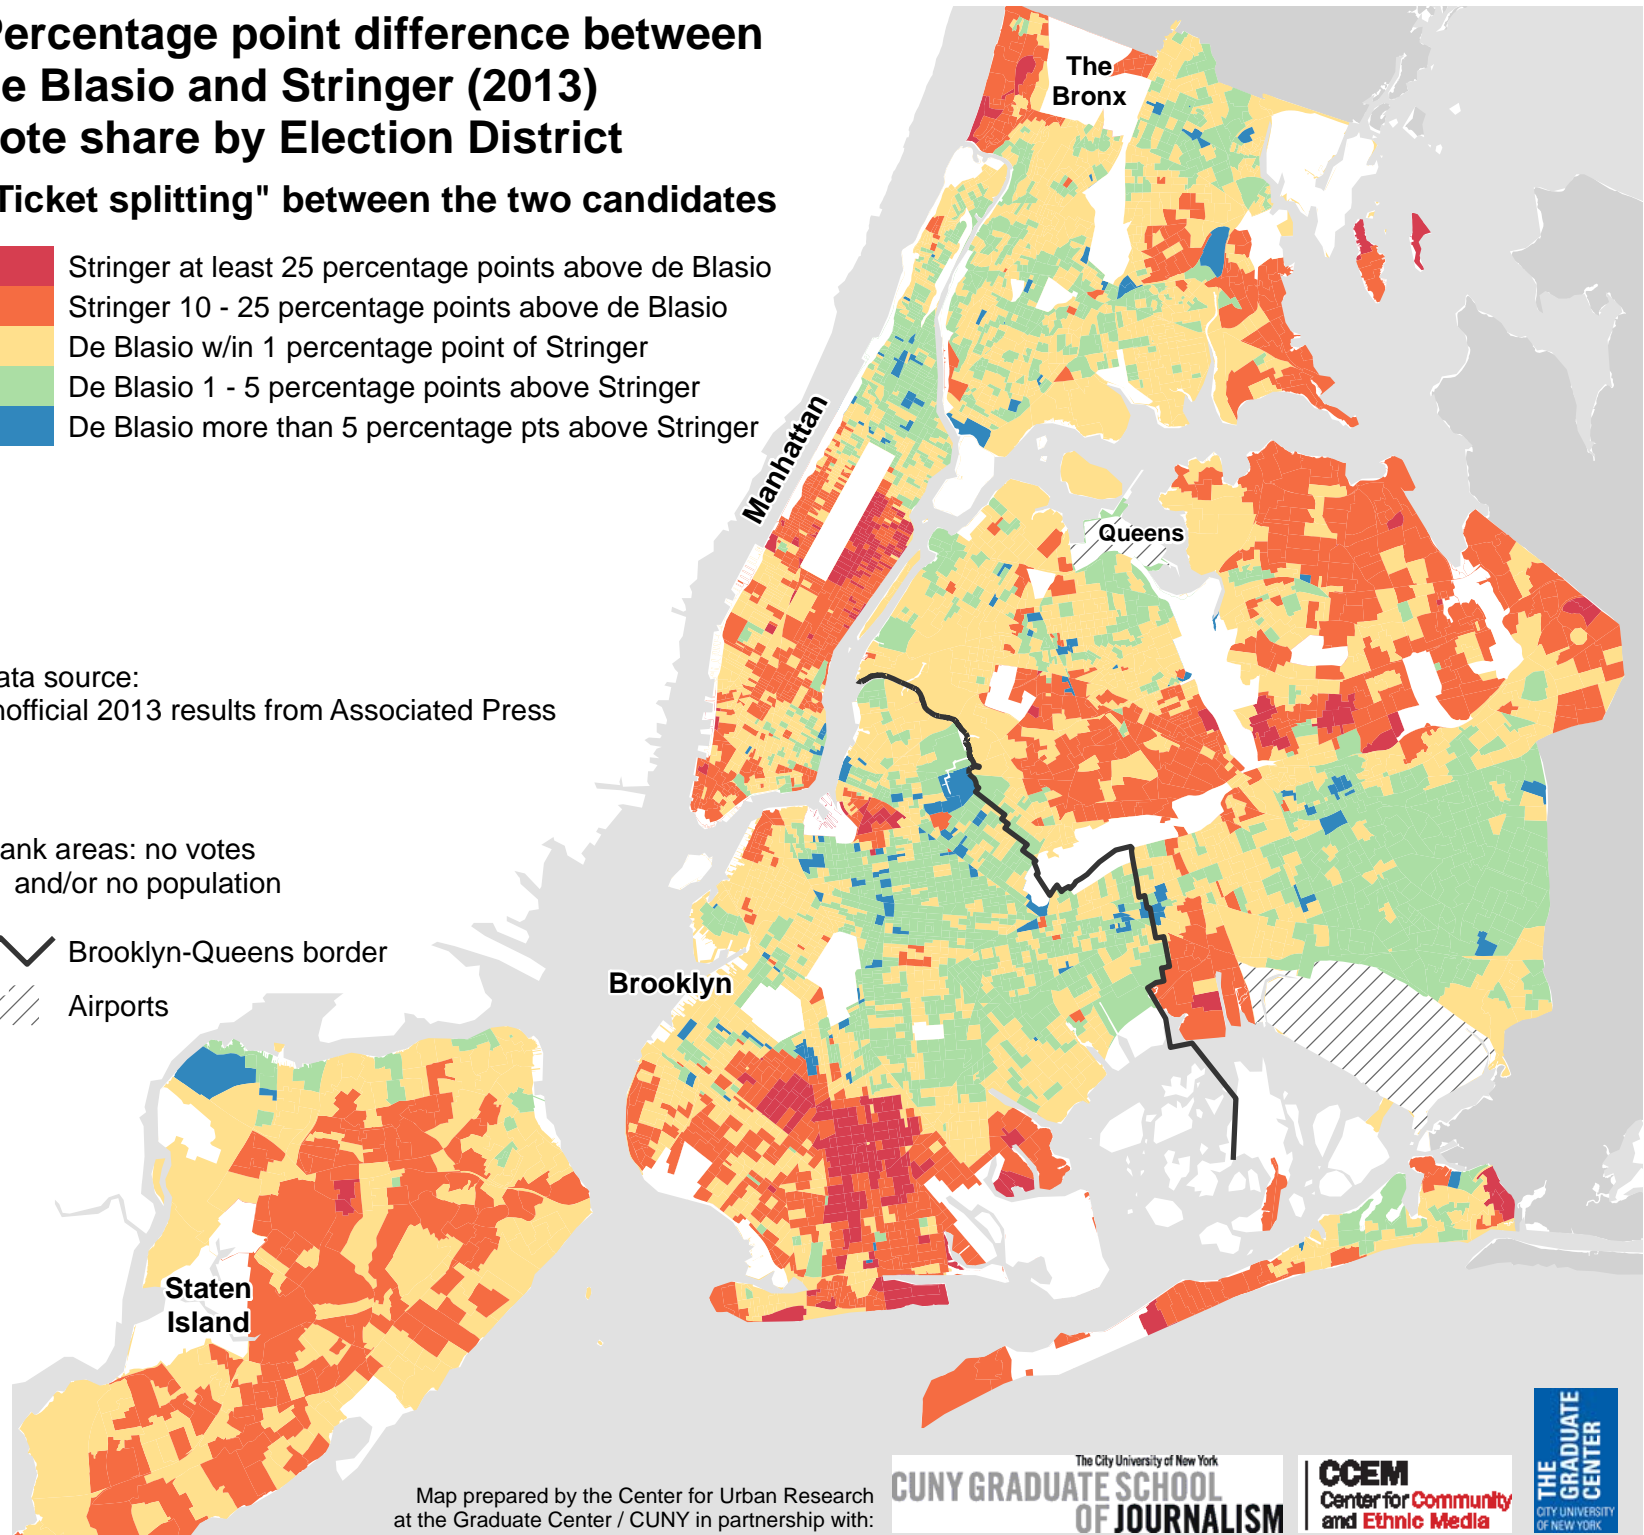 Percentage point difference between
e Blasio and Stringer (2013)
ote share by Election District
Ticket splitting" between the two candidates
Stringer at least 25 percentage points above de Blasio
Stringer 10 - 25 percentage points above de Blasio
De Blasio w/in 1 percentage point of Stringer
De Blasio 1 - 5 percentage points above Stringer
De Blasio more than 5 percentage pts above Stringer
The
Bronx
Manhattan
Queens
ata source:
nofficial 2013 results from Associated Press
ank areas: no votes
and/or no population
Brooklyn-Queens border
Airports
Brooklyn
Staten
Island
Map prepared by the Center for Urban Research
at the Graduate Center / CUNY in partnership with:
The City University of New York
CUNY GRADUATE SCHOOL
OF JOURNALISM
CCEM
Center for Community
and Ethnic Media
THE
GRADUATE
CENTER
CITY UNIVERSITY
OF NEW YORK